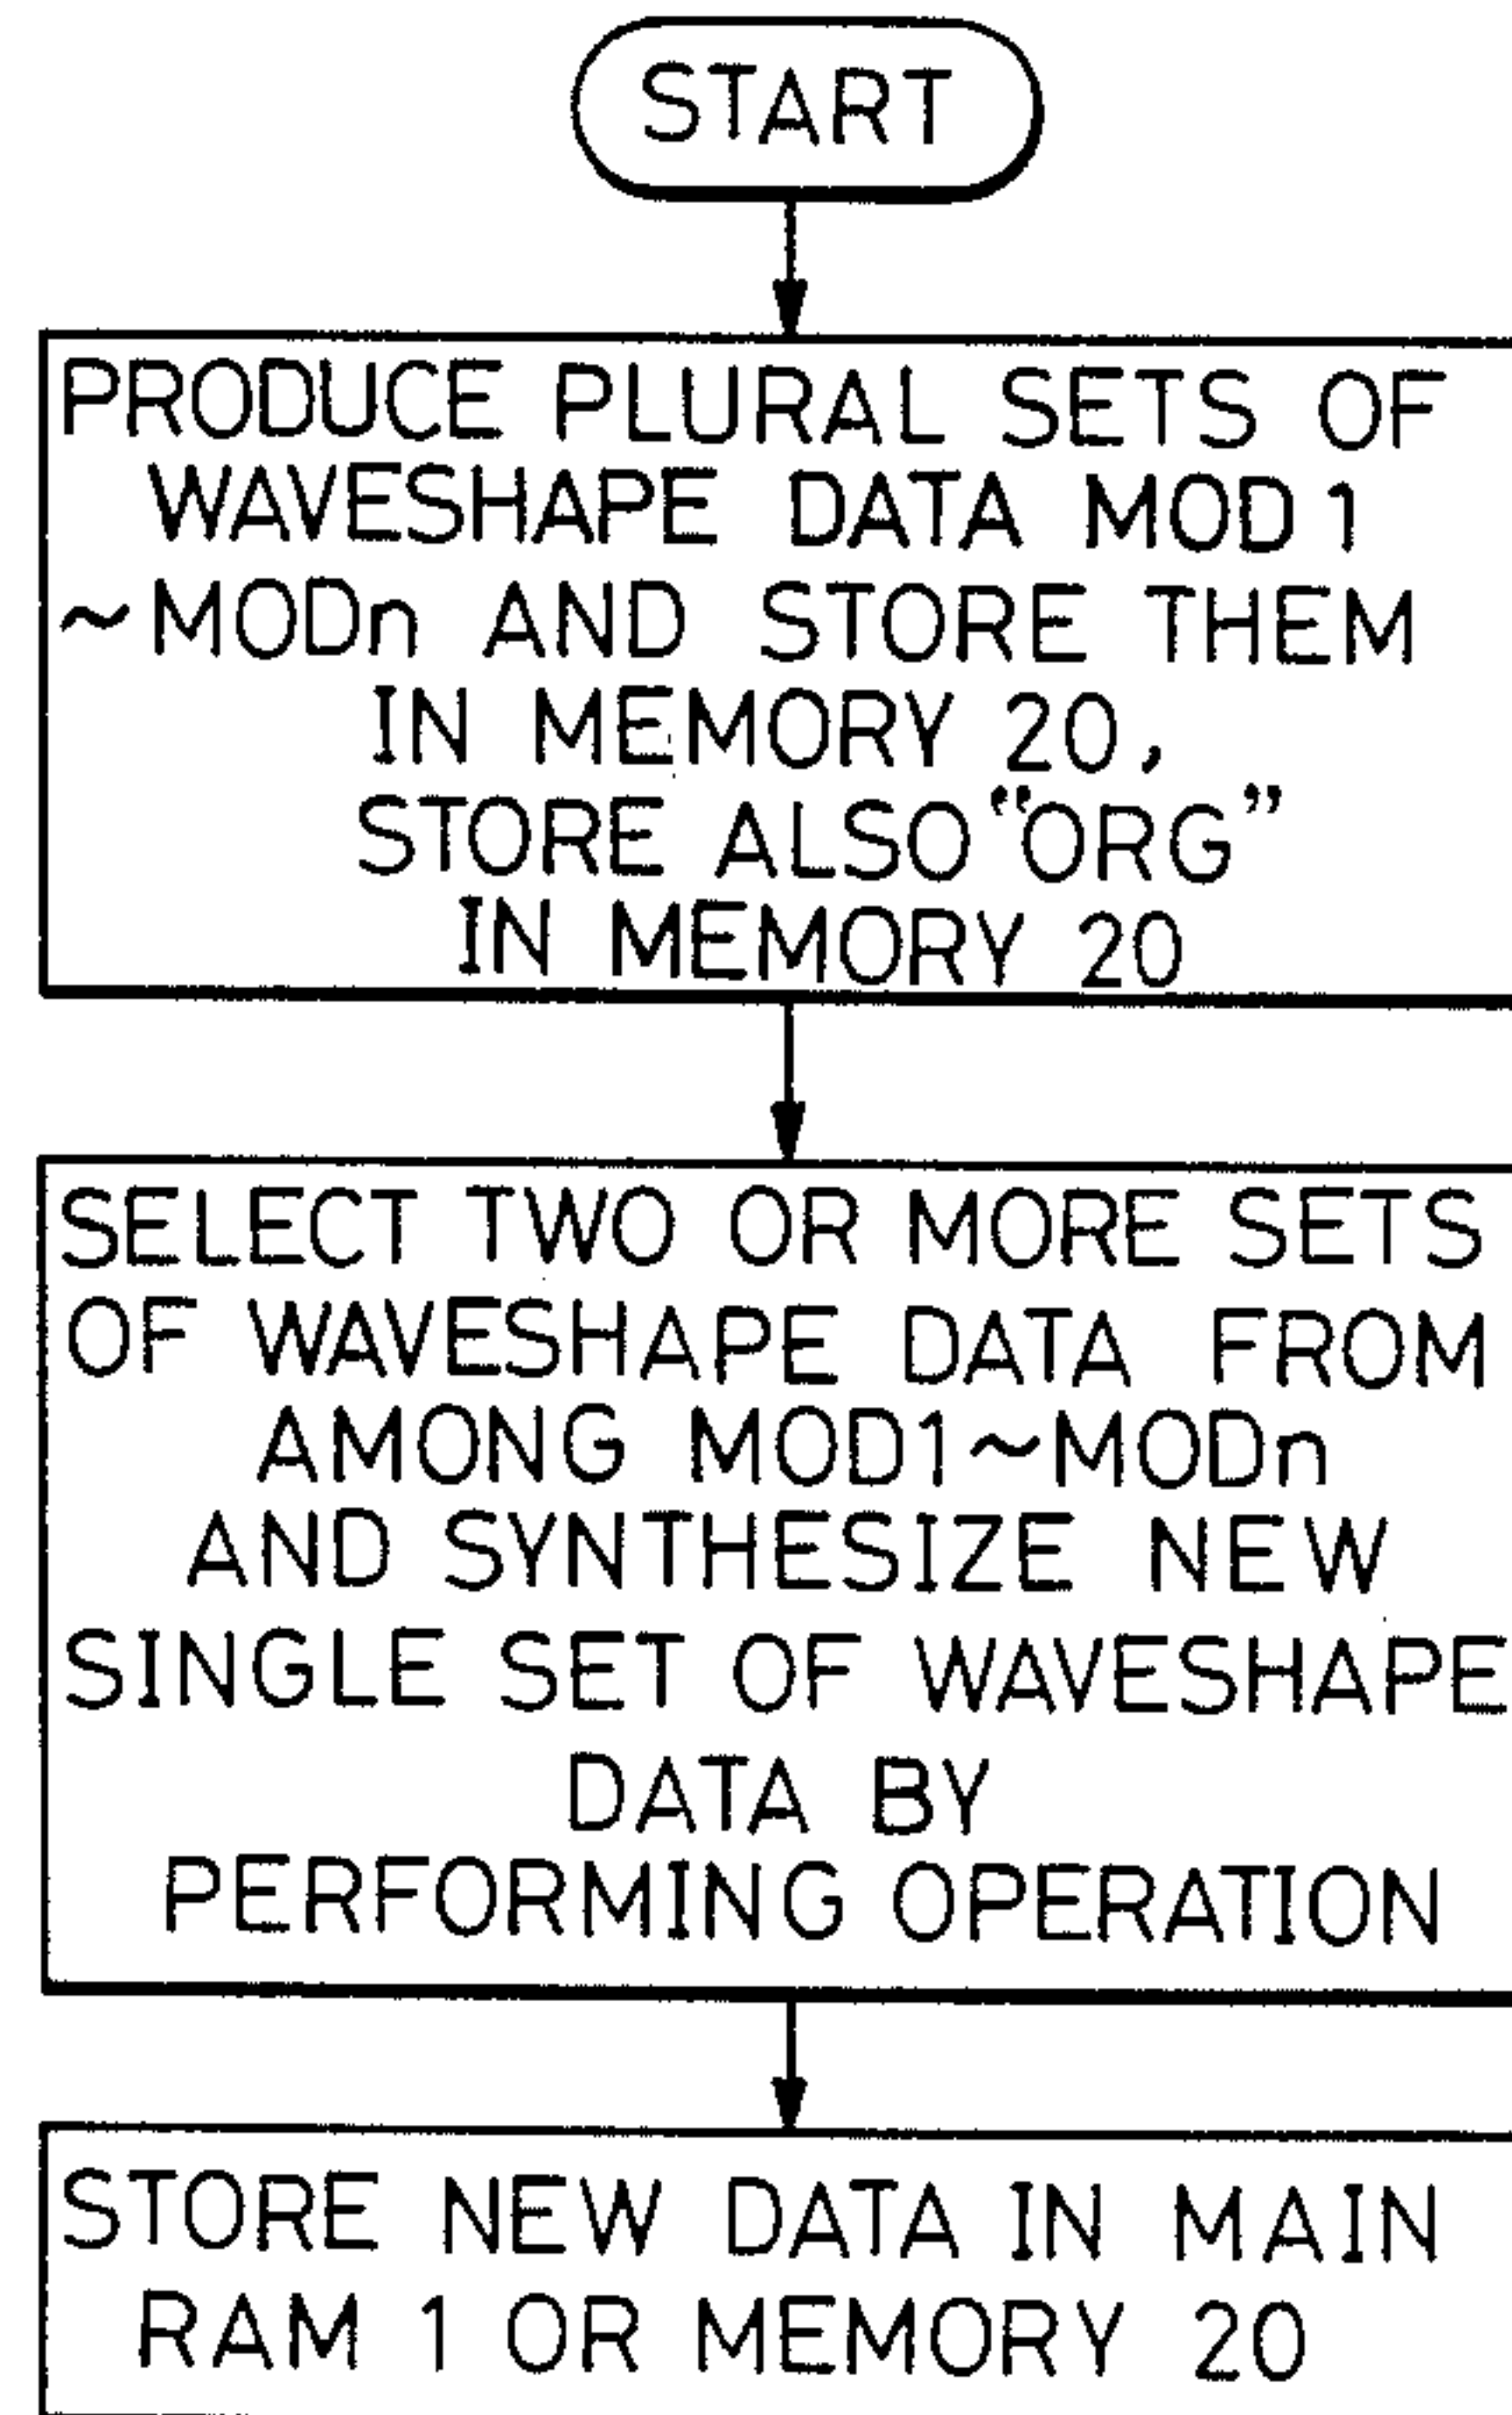 START
PRODUCE PLURAL SETS OF
WAVESHAPE DATA MOD1
~MODn AND STORE THEM
IN MEMORY 20,
STORE ALSO "ORG"
IN MEMORY 20
SELECT TWO OR MORE SETS
OF WAVESHAPE DATA FROM
AMONG MOD1~MODn
AND SYNTHESIZE NEW
SINGLE SET OF WAVESHAPE
DATA BY
PERFORMING OPERATION
STORE NEW DATA IN MAIN
RAM 1 OR MEMORY 20